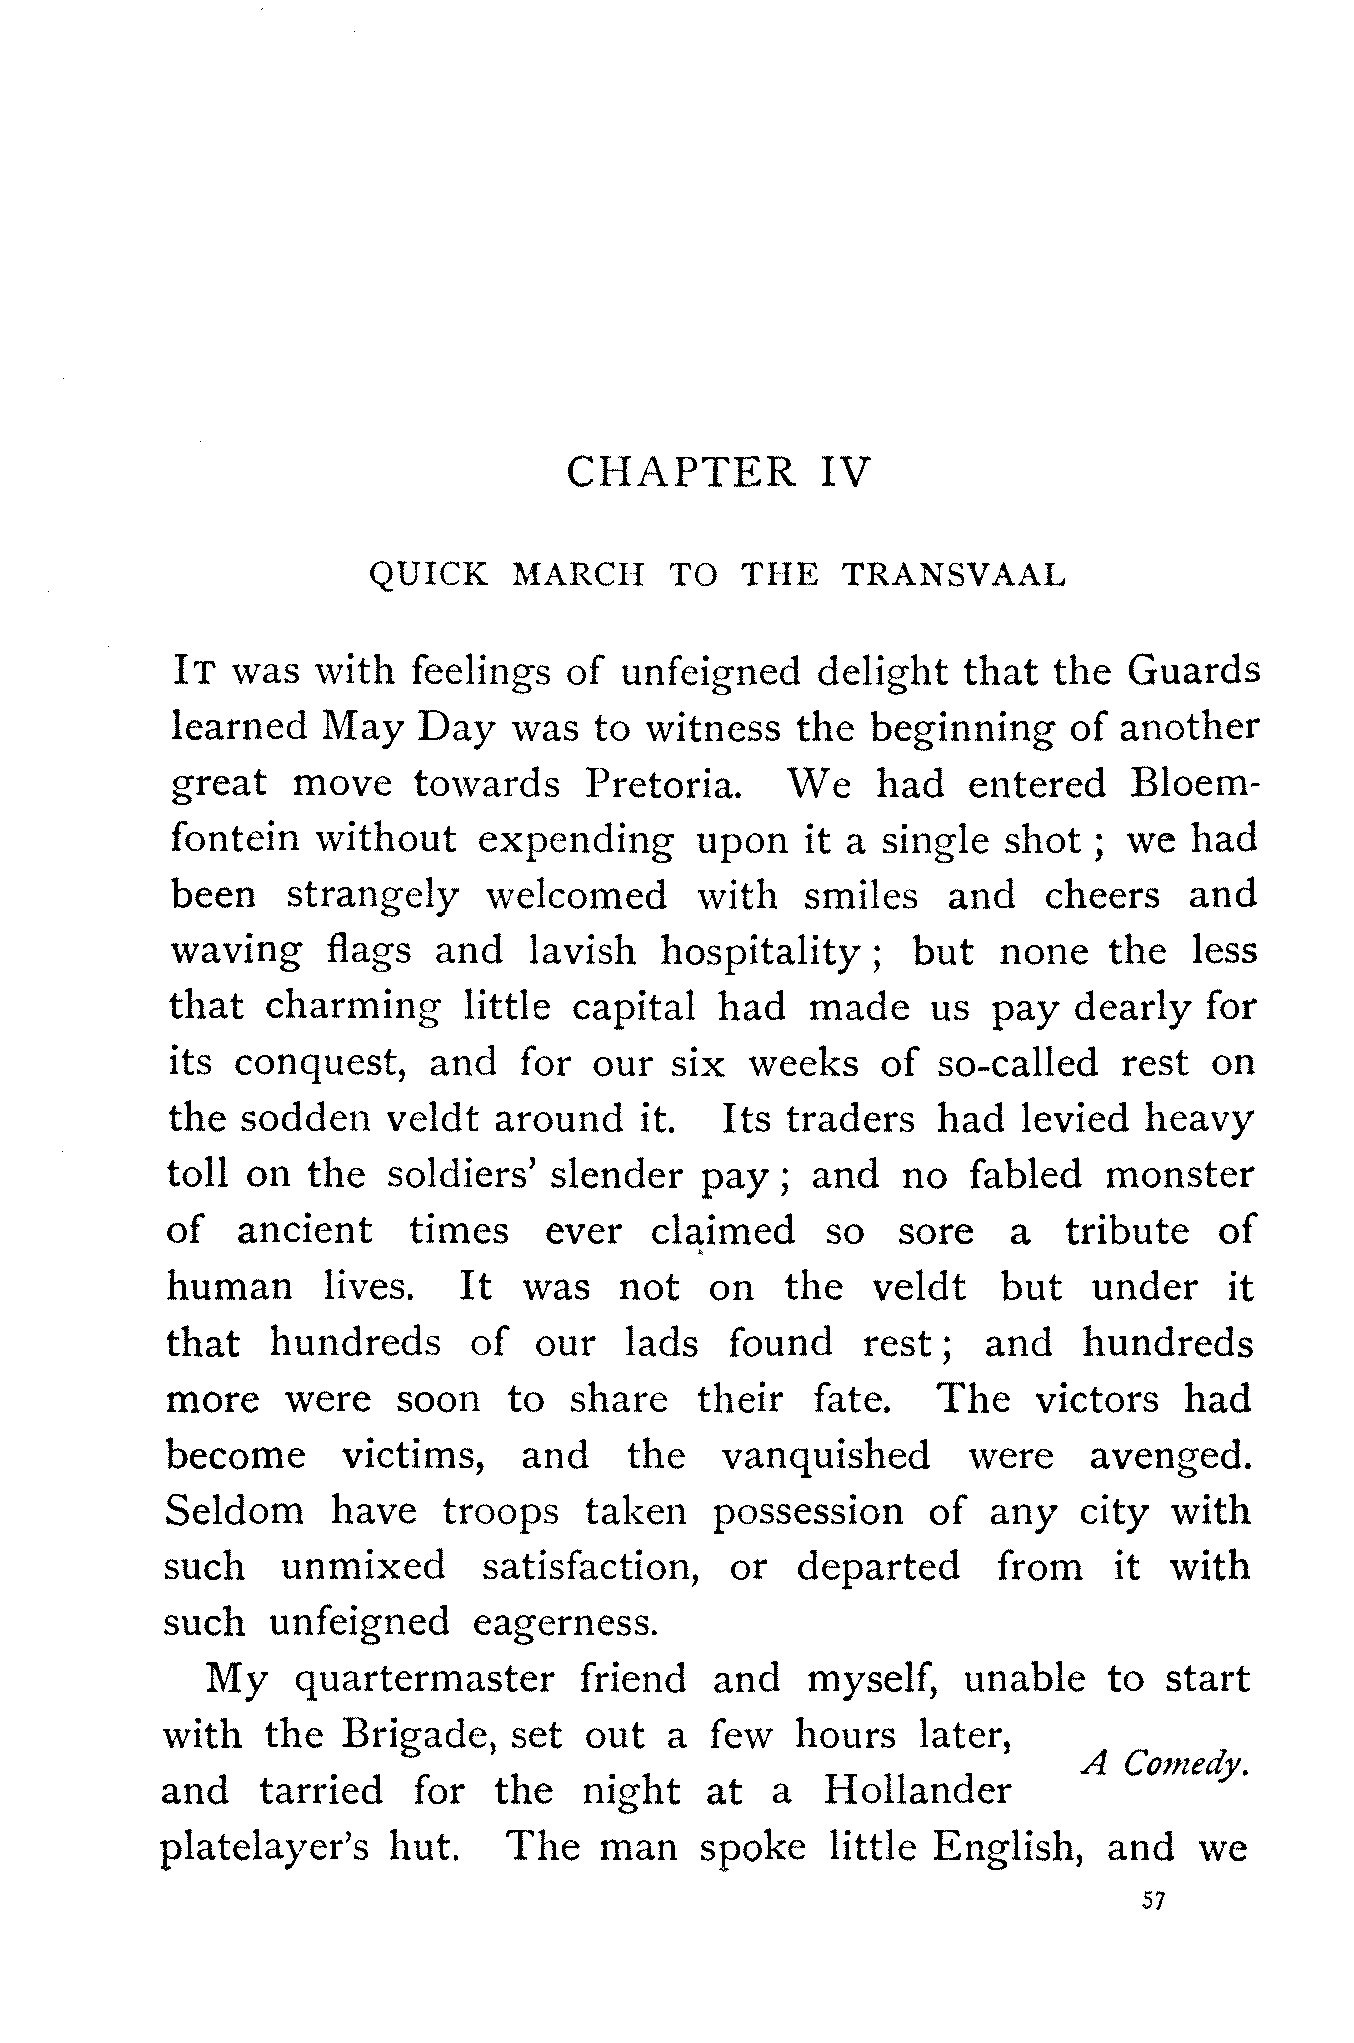 CHAPTER IV
QUICK MARCH TO THE TRANSVAAL
IT was with feelings of unfeigned delight that the Guards
learned May Day was to witness the beginning of another
great move towards Pretoria. We had entered Bloem-
fontein without expending upon it a single shot ; we had
been strangely welcomed with smiles and cheers and
waving flags and lavish hospitality ; but none the less
that charming little capital had made us pay dearly for
its conquest, and for our six weeks of so-called rest on
the sodden veldt around it. Its traders had levied heavy
toll on the soldiers' slender pay ; and no fabled monster
of ancient times ever claimed so sore a tribute of
human lives. It was not on the veldt but under it
that hundreds of our lads found rest ; and hundreds
more were soon to share their fate. The victors had
become victims, and the vanquished were avenged.
Seldom have troops taken possession of any city with
such unmixed satisfaction, or departed from it with
such unfeigned eagerness.
My quartermaster friend and myself, unable to start
with the Brigade, set out a few hours later,
A Comedy.
and tarried for the night at a Hollander
platelayer's hut. The man spoke little English, and we
57